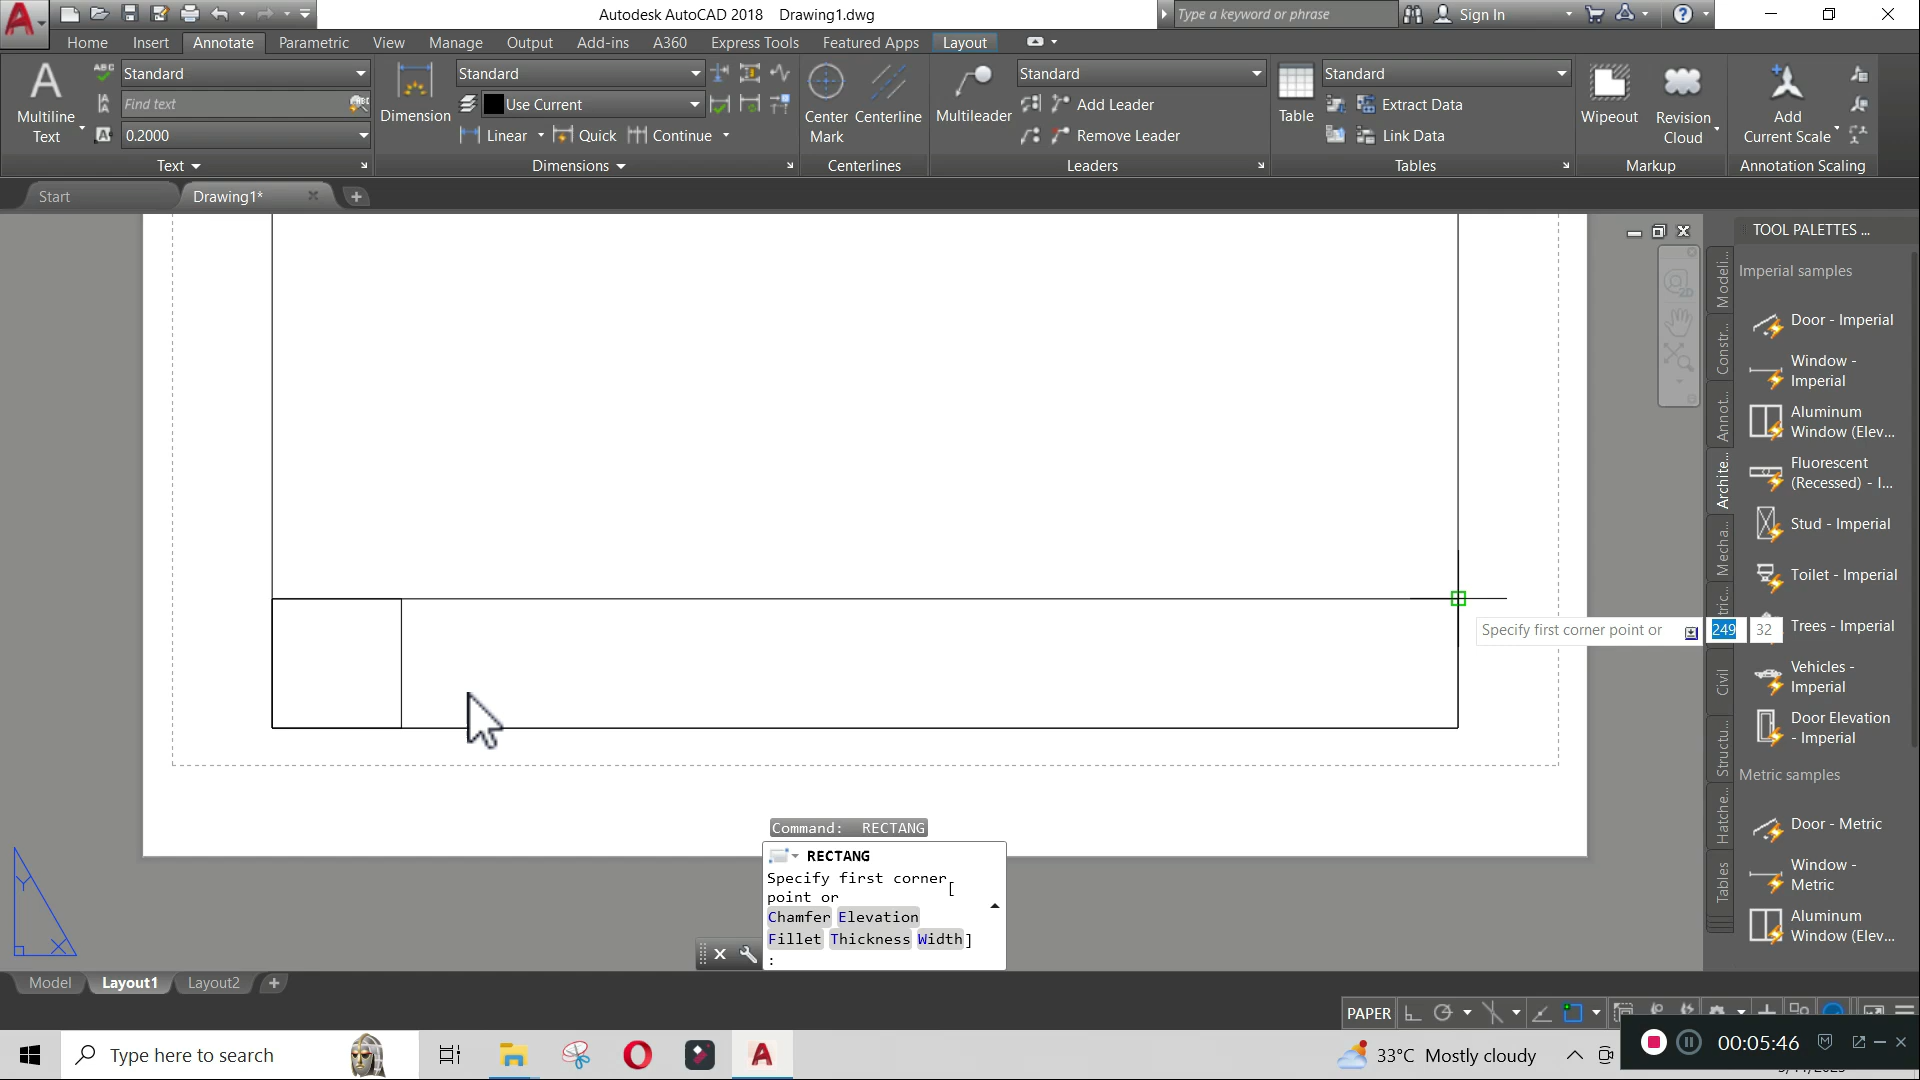 Autodesk AutoCAD 2018 Drawing1.dwg
Type a keyword or phrase
Sign In
Home Insert Annotate Parametric View Manage Output Add-ins A360 Express Tools Featured Apps Layout
Multiline Text
Standard
Find text
0.2000
Text
Dimension
Standard
Use Current
Linear Quick Continue
Dimensions
Center Mark
Centerline
Centerlines
Multileader
Standard
Add Leader
Remove Leader
Leaders
Table
Standard
Extract Data
Link Data
Tables
Wipeout
Revision Cloud
Markup
Add Current Scale
Annotation Scaling
Start
Drawing1*
TOOL PALETTES ...
Modeli...
Constr...
Annot...
Archite...
Mecha...
Civil
Structu...
Hatche...
Tables
Imperial samples
Door - Imperial
Window - Imperial
Aluminum Window (Elev...
Fluorescent (Recessed) - I...
Stud - Imperial
Toilet - Imperial
Trees - Imperial
Vehicles - Imperial
Door Elevation - Imperial
Metric samples
Door - Metric
Window - Metric
Aluminum Window (Elev...
Specify first corner point or 249 32
Command: RECTANG
RECTANG
Specify first corner
point or [
Chamfer Elevation
Fillet Thickness Width]
:
Y
X
Model Layout1 Layout2
PAPER
Type here to search
33°C Mostly cloudy
00:05:46